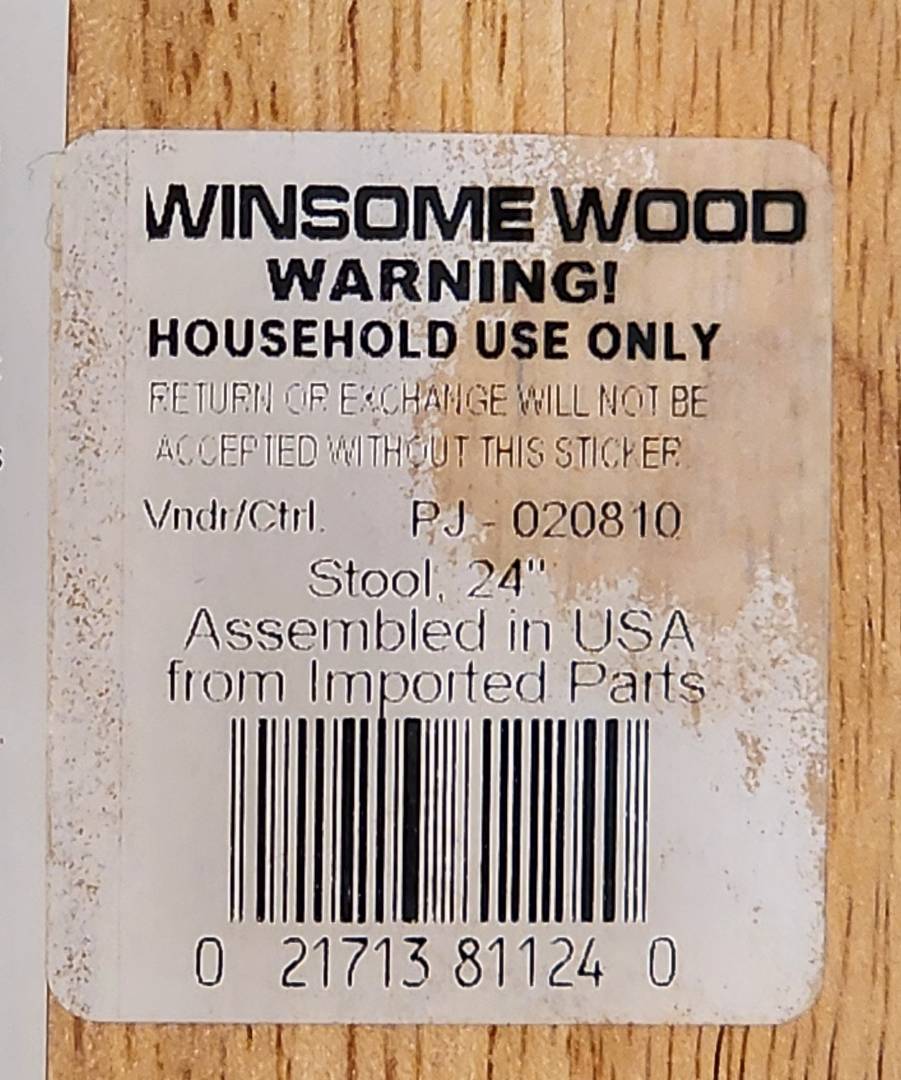 WINSOME WOOD
WARNING!
HOUSEHOLD USE ONLY
RETURN OR EXCHANGE WILL NOT BE
ACCEPTED WITHOUT THIS STICKER
Vndr/Ctrl. PJ - 020810
Stool, 24"
Assembled in USA
from Imported Parts
0 21713 81124 0